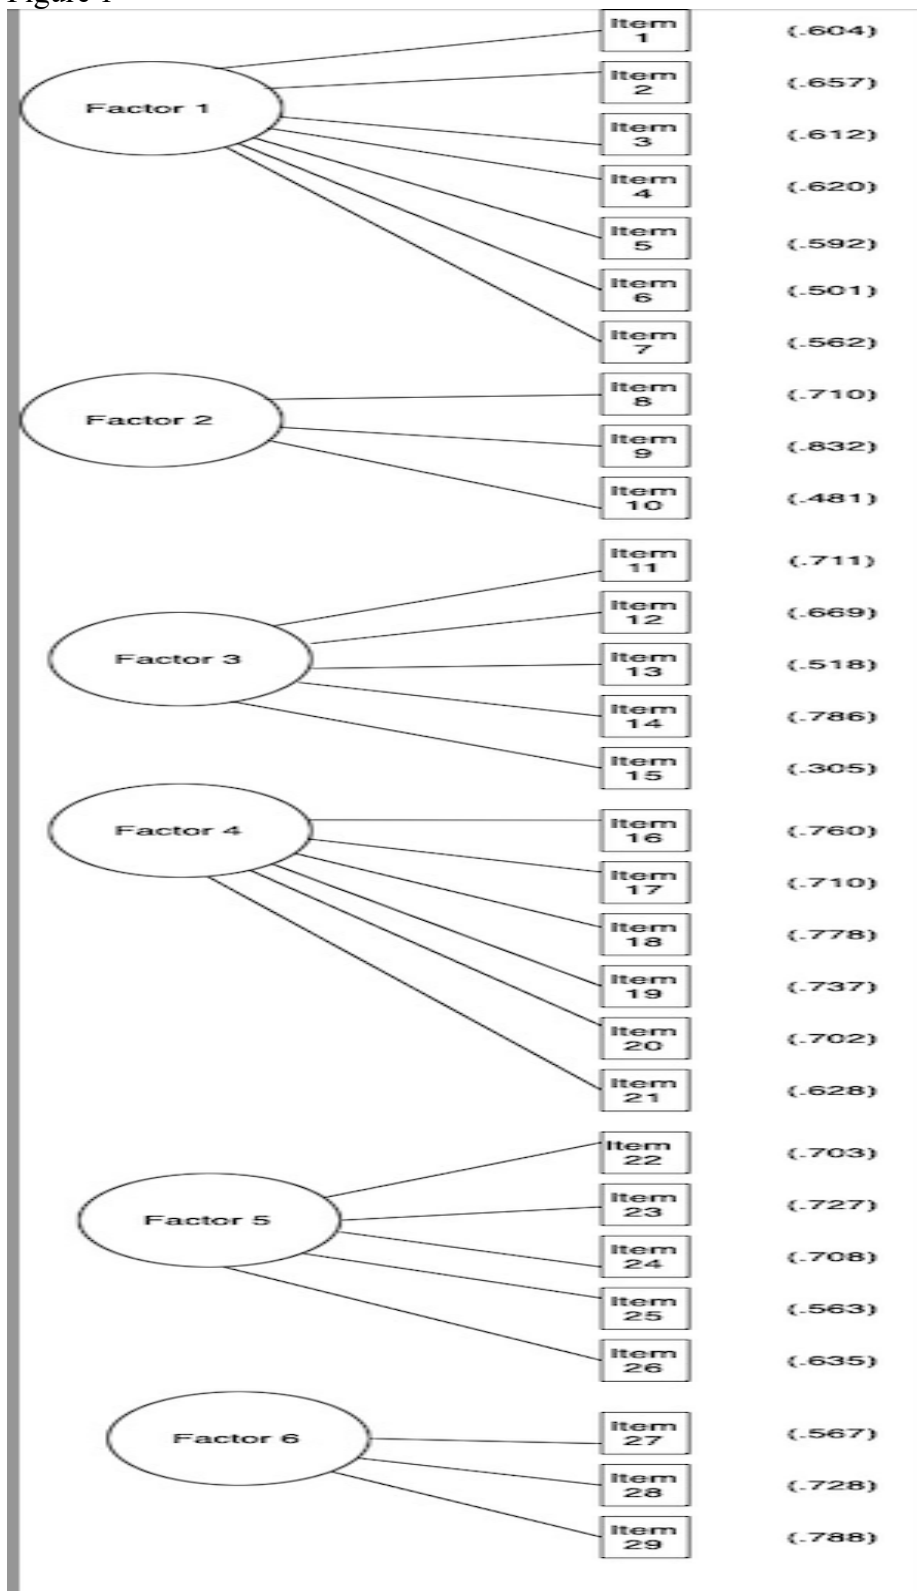 Item
1
(.604)
Factor 1
Item
2
(.657)
Item
3
(.612)
Item
4
(.620)
Item
5
(.592)
Item
6
(.501)
Item
7
(.562)
Factor 2
Item
8
(.710)
Item
9
(.832)
Item
10
(.481)
Item
11
(.711)
Item
12
(.669)
Factor 3
Item
13
(.518)
Item
14
(.786)
Item
15
(.305)
Factor 4
Item
16
(.760)
Item
17
(.710)
Item
18
(.778)
Item
19
(.737)
Item
20
(.702)
Item
21
(.628)
Item
22
(.703)
Factor 5
Item
23
(.727)
Item
24
(.708)
Item
25
(.563)
Item
26
(.635)
Factor 6
Item
27
(.567)
Item
28
(.728)
Item
29
(.788)